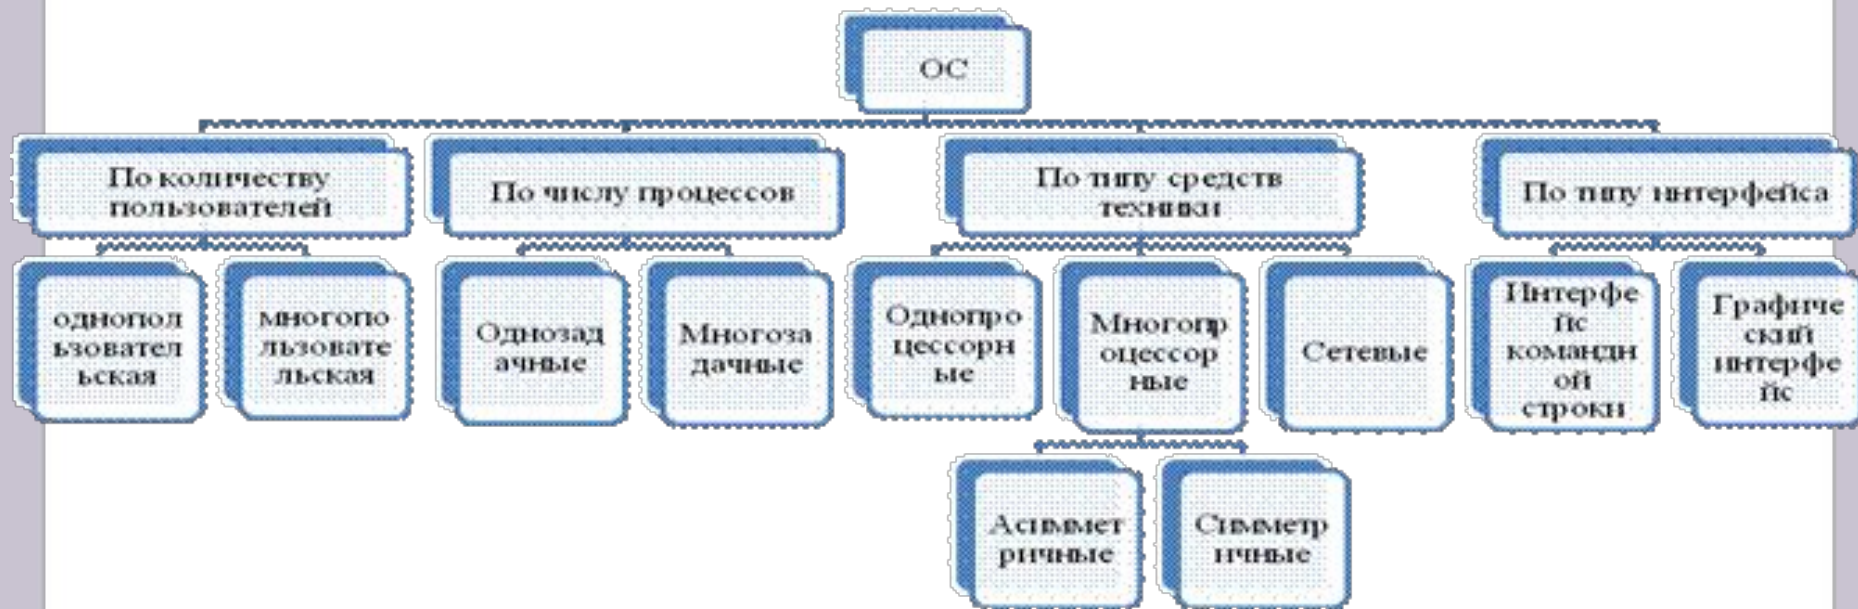 ОС
По количеству
пользователей
По числу процессов
По типу средств
техники
По типу интерфейса
однопол
ьзовател
ьская
многопо
льзовате
льская
Однозад
ачные
Многоза
дачные
Однопро
цессорн
ые
Многопр
оцессор
ные
Сетевые
Интерфе
йс
командн
ой
строки
Графиче
ский
интерфе
йс
Асиммет
ричные
Симметр
ичные